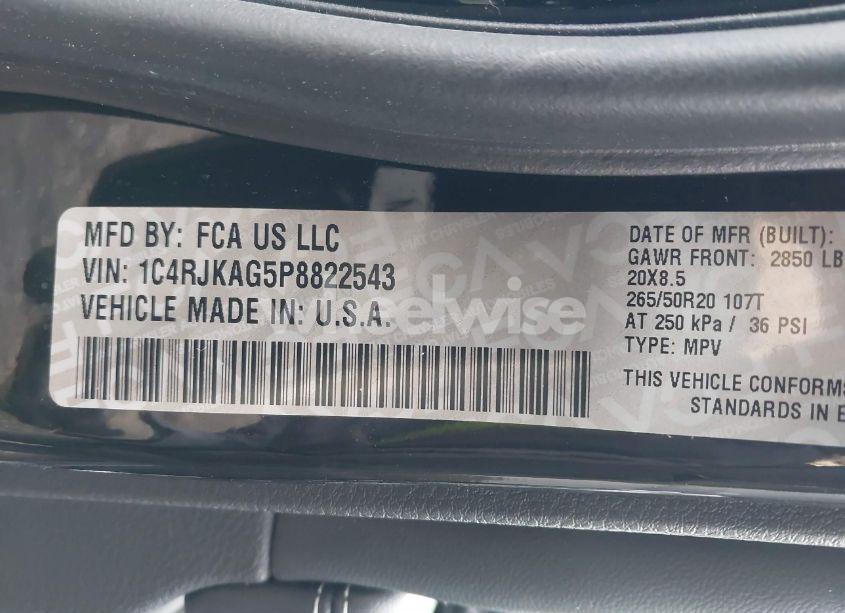 MFD BY: FCA US LLC
VIN: 1C4RJKAG5P8822543
VEHICLE MADE IN: U.S.A.
DATE OF MFR (BUILT):
GAWR FRONT: 2850 LB
20X8.5
265/50R20 107T
AT 250 kPa / 36 PSI
TYPE: MPV
THIS VEHICLE CONFORMS
STANDARDS IN